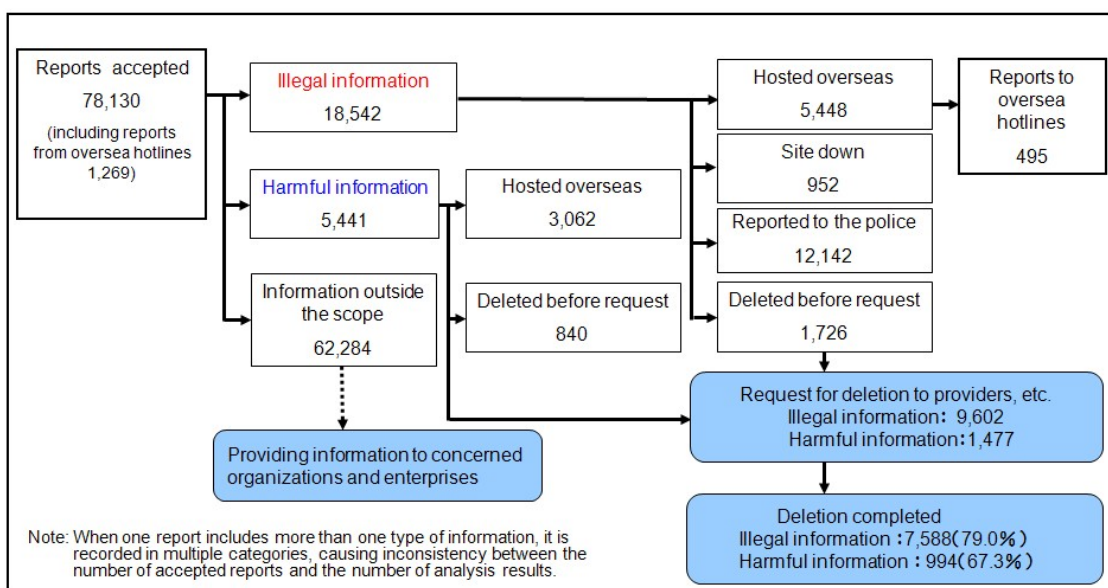 Reports accepted
78,130
(including reports
from oversea hotlines
1,269)
Illegal information
18,542
Harmful information
5,441
Information outside
the scope
62,284
Providing information to concerned
organizations and enterprises
Hosted overseas
3,062
Deleted before request
840
Hosted overseas
5,448
Site down
952
Reported to the police
12,142
Deleted before request
1,726
Reports to
oversea
hotlines
495
Request for deletion to providers, etc.
Illegal information: 9,602
Harmful information:1,477
Deletion completed
Illegal information :7,588(79.0%)
Harmful information : 994(67.3%)
Note: When one report includes more than one type of information, it is
recorded in multiple categories, causing inconsistency between the
number of accepted reports and the number of analysis results.